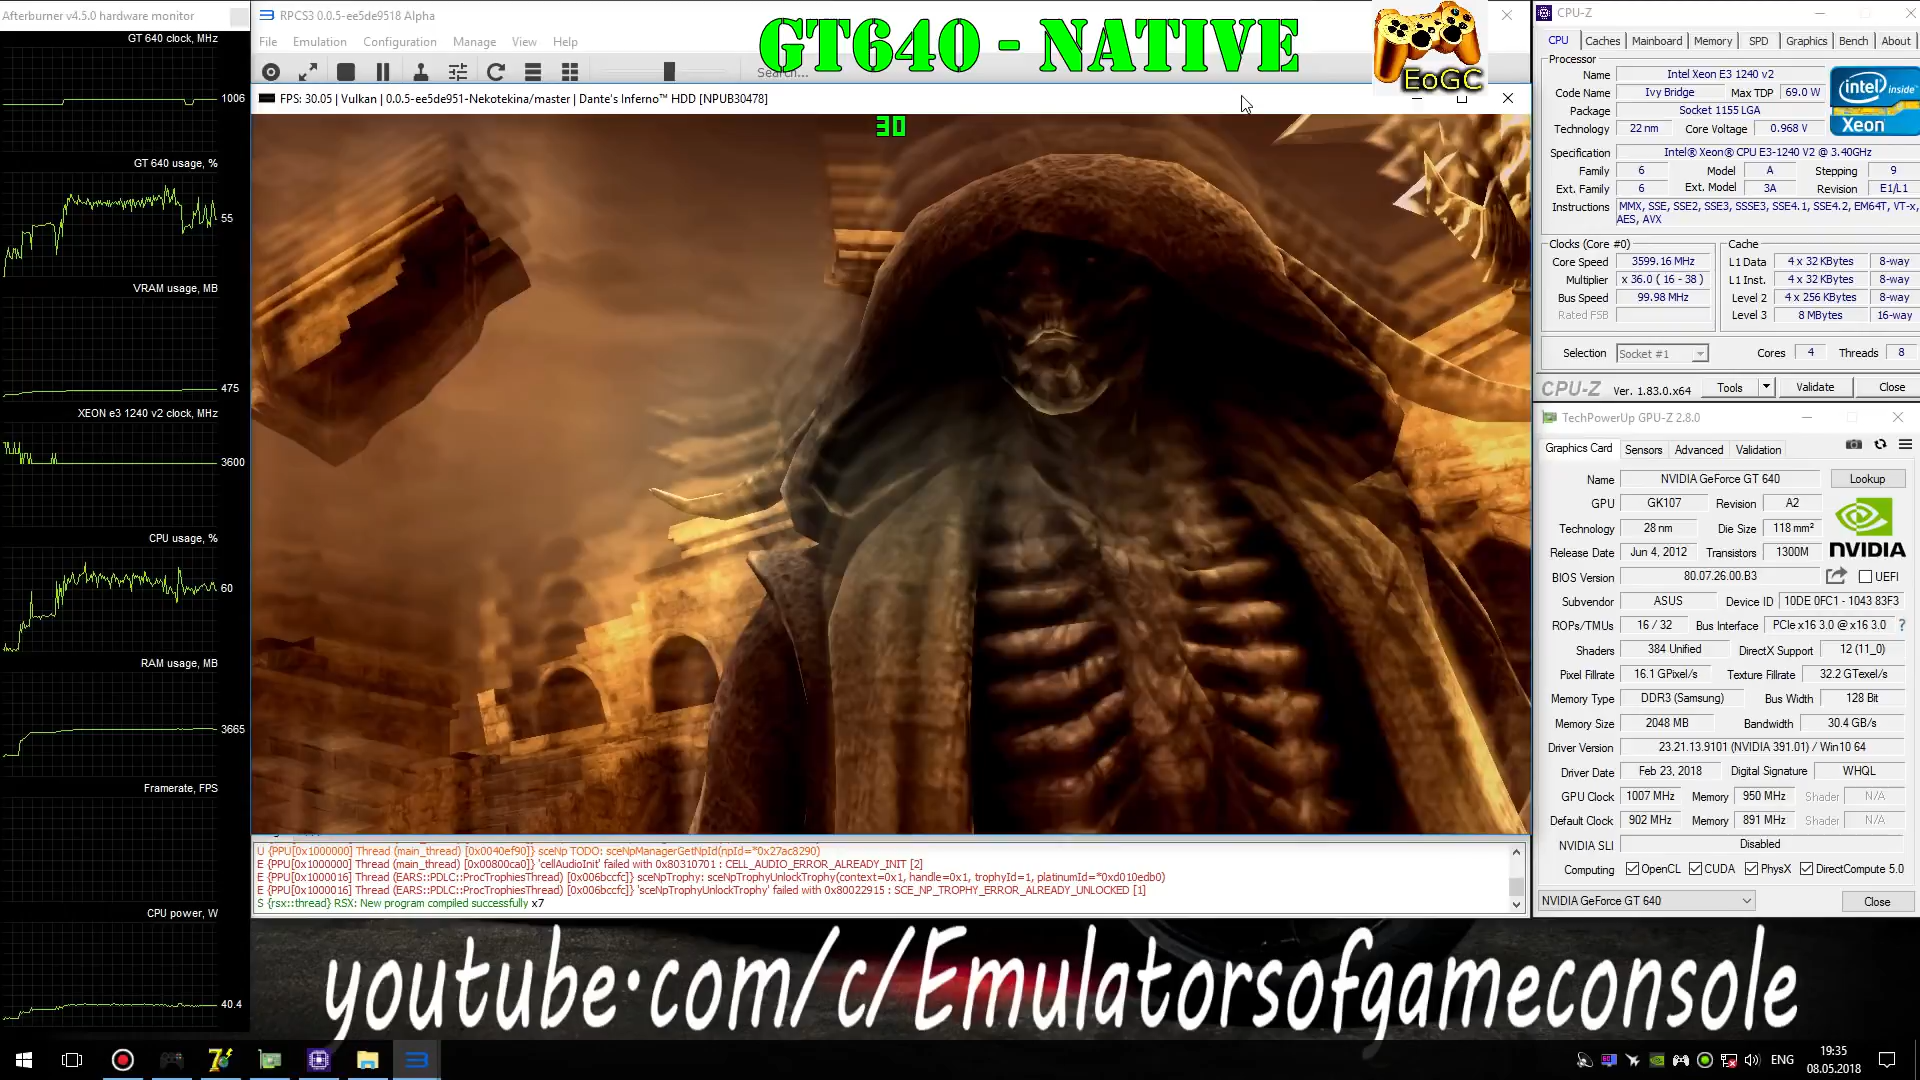 Afterburner v4.5.0 hardware monitor
GT 640 clock, MHz
1006
GT 640 usage, %
55
VRAM usage, MB
475
XEON e3 1240 v2 clock, MHz
3600
CPU usage, %
60
RAM usage, MB
3665
Framerate, FPS
CPU power, W
40.4
RPCS3 0.0.5-ee5de9518 Alpha
File Emulation Configuration Manage View Help
Search...
GT640 - NATIVE
EoGC
FPS: 30.05 | Vulkan | 0.0.5-ee5de951-Nekotekina/master | Dante's Inferno™ HDD [NPUB30478]
30
U {PPU[0x1000000] Thread (main_thread) [0x0040ef90]} sceNp TODO: sceNpManagerGetNpId(npId=*0x27ac8290)
E {PPU[0x1000000] Thread (main_thread) [0x00800ca0]} 'cellAudioInit' failed with 0x80310701 : CELL_AUDIO_ERROR_ALREADY_INIT [2]
E {PPU[0x1000016] Thread (EARS::PDLC::ProcTrophiesThread) [0x006bccfc]} sceNpTrophy: sceNpTrophyUnlockTrophy(context=0x1, handle=0x1, trophyId=1, platinumId=*0xd010edb0)
E {PPU[0x1000016] Thread (EARS::PDLC::ProcTrophiesThread) [0x006bccfc]} 'sceNpTrophyUnlockTrophy' failed with 0x80022915 : SCE_NP_TROPHY_ERROR_ALREADY_UNLOCKED [1]
S {rsx::thread} RSX: New program compiled successfully x7
youtube.com/c/Emulatorsofgameconsole
CPU-Z
CPU Caches Mainboard Memory SPD Graphics Bench About
Processor
Name Intel Xeon E3 1240 v2
Code Name Ivy Bridge Max TDP 69.0 W
Package Socket 1155 LGA
Technology 22 nm Core Voltage 0.968 V
intel inside™
Xeon
Specification Intel® Xeon® CPU E3-1240 V2 @ 3.40GHz
Family 6 Model A Stepping 9
Ext. Family 6 Ext. Model 3A Revision E1/L1
Instructions MMX, SSE, SSE2, SSE3, SSSE3, SSE4.1, SSE4.2, EM64T, VT-x,
AES, AVX
Clocks (Core #0) Cache
Core Speed 3599.16 MHz L1 Data 4 x 32 KBytes 8-way
Multiplier x 36.0 ( 16 - 38 ) L1 Inst. 4 x 32 KBytes 8-way
Bus Speed 99.98 MHz Level 2 4 x 256 KBytes 8-way
Rated FSB Level 3 8 MBytes 16-way
Selection Socket #1 Cores 4 Threads 8
CPU-Z Ver. 1.83.0.x64 Tools Validate Close
TechPowerUp GPU-Z 2.8.0
Graphics Card Sensors Advanced Validation
Name NVIDIA GeForce GT 640 Lookup
GPU GK107 Revision A2
Technology 28 nm Die Size 118 mm²
Release Date Jun 4, 2012 Transistors 1300M
NVIDIA
BIOS Version 80.07.26.00.B3 UEFI
Subvendor ASUS Device ID 10DE 0FC1 - 1043 83F3
ROPs/TMUs 16 / 32 Bus Interface PCIe x16 3.0 @ x16 3.0 ?
Shaders 384 Unified DirectX Support 12 (11_0)
Pixel Fillrate 16.1 GPixel/s Texture Fillrate 32.2 GTexel/s
Memory Type DDR3 (Samsung) Bus Width 128 Bit
Memory Size 2048 MB Bandwidth 30.4 GB/s
Driver Version 23.21.13.9101 (NVIDIA 391.01) / Win10 64
Driver Date Feb 23, 2018 Digital Signature WHQL
GPU Clock 1007 MHz Memory 950 MHz Shader N/A
Default Clock 902 MHz Memory 891 MHz Shader N/A
NVIDIA SLI Disabled
Computing OpenCL CUDA PhysX DirectCompute 5.0
NVIDIA GeForce GT 640 Close
ENG
19:35
08.05.2018